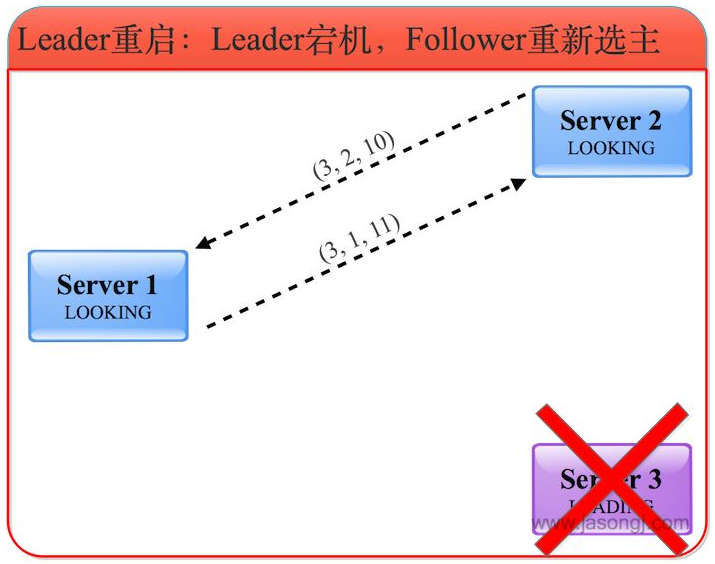 Leader重启：Leader宕机，Follower重新选主
Server 2
LOOKING
(3, 2, 10)
(3, 1, 11)
Server 1
LOOKING
Server 3
LEADING
www.jasongj.com